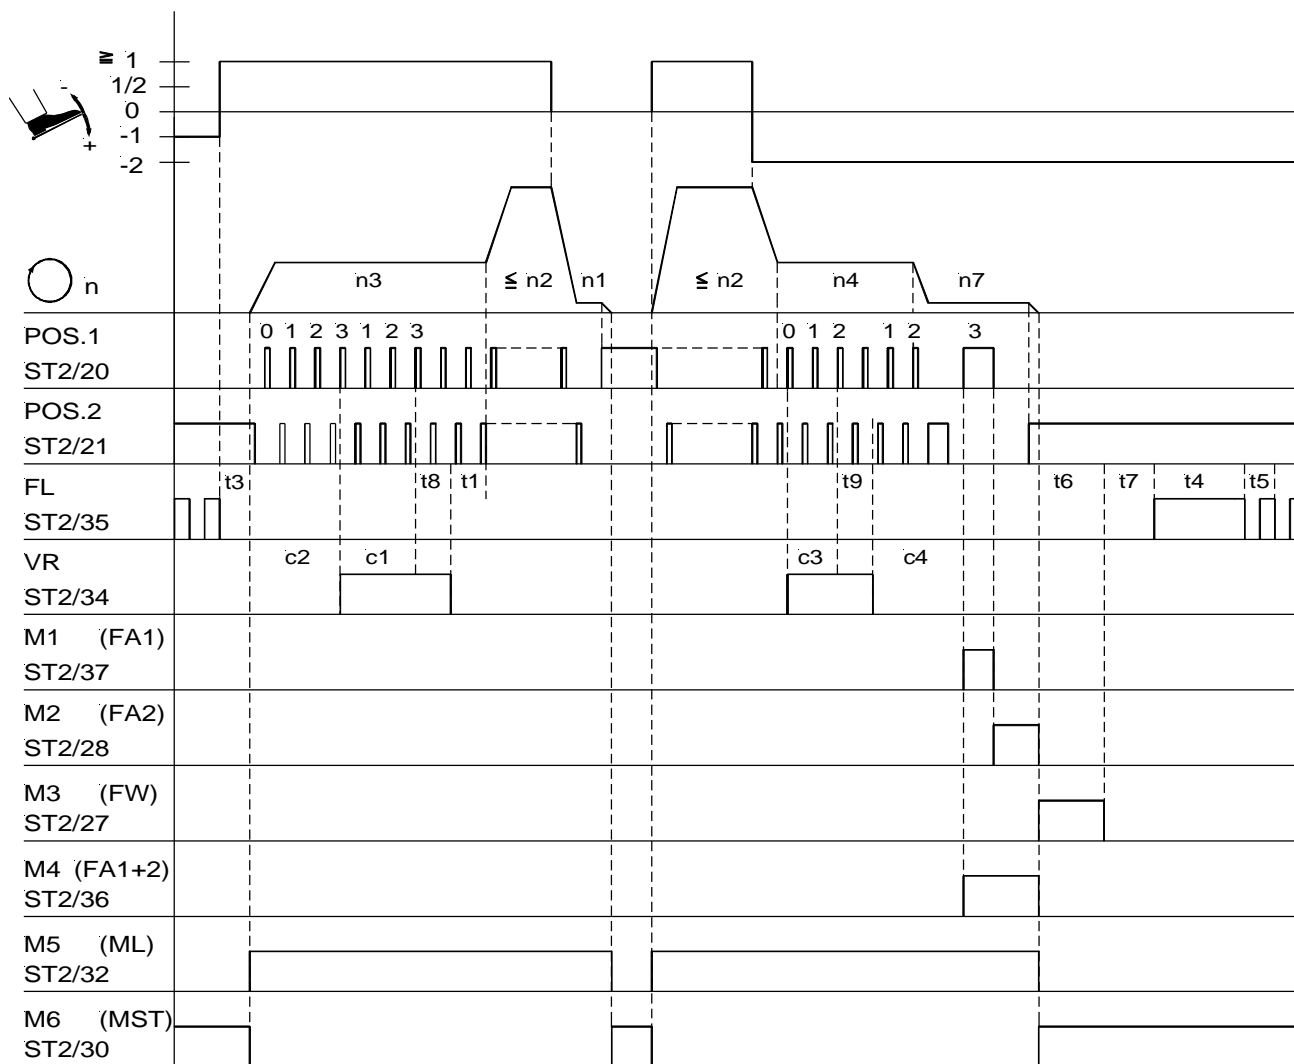 ≧ 1
1/2
0
-1
-2
-
+
n
n3
≦ n2
n1
≦ n2
n4
n7
POS.1
ST2/20
0 1 2 3 1 2 3
0 1 2 1 2 3
POS.2
ST2/21
FL
ST2/35
t3
t8
t1
t9
t6
t7
t4
t5
VR
ST2/34
c2
c1
c3
c4
M1 (FA1)
ST2/37
M2 (FA2)
ST2/28
M3 (FW)
ST2/27
M4 (FA1+2)
ST2/36
M5 (ML)
ST2/32
M6 (MST)
ST2/30